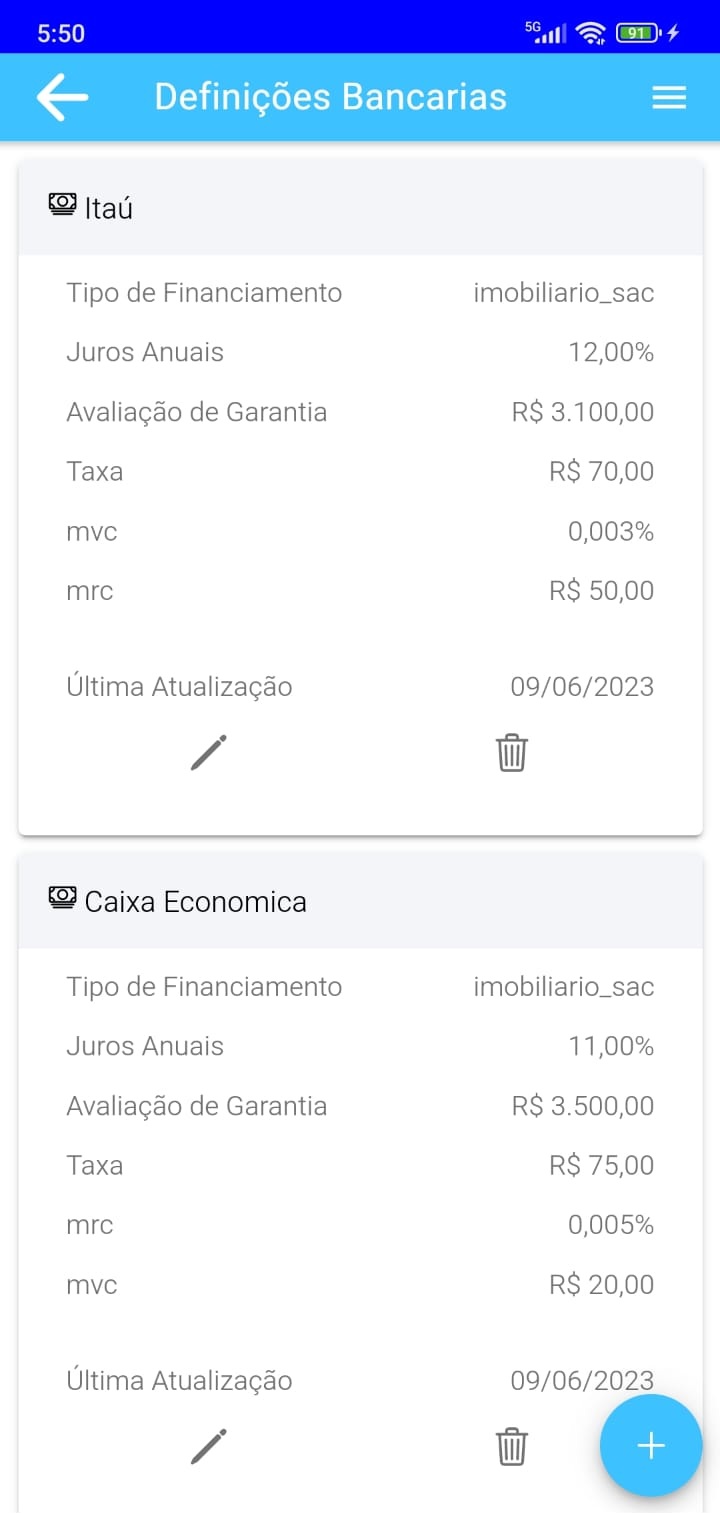 5:50 5G 91
Definições Bancarias
Itaú
Tipo de Financiamento imobiliario_sac
Juros Anuais 12,00%
Avaliação de Garantia R$ 3.100,00
Taxa R$ 70,00
mvc 0,003%
mrc R$ 50,00
Última Atualização 09/06/2023
Caixa Economica
Tipo de Financiamento imobiliario_sac
Juros Anuais 11,00%
Avaliação de Garantia R$ 3.500,00
Taxa R$ 75,00
mrc 0,005%
mvc R$ 20,00
Última Atualização 09/06/2023